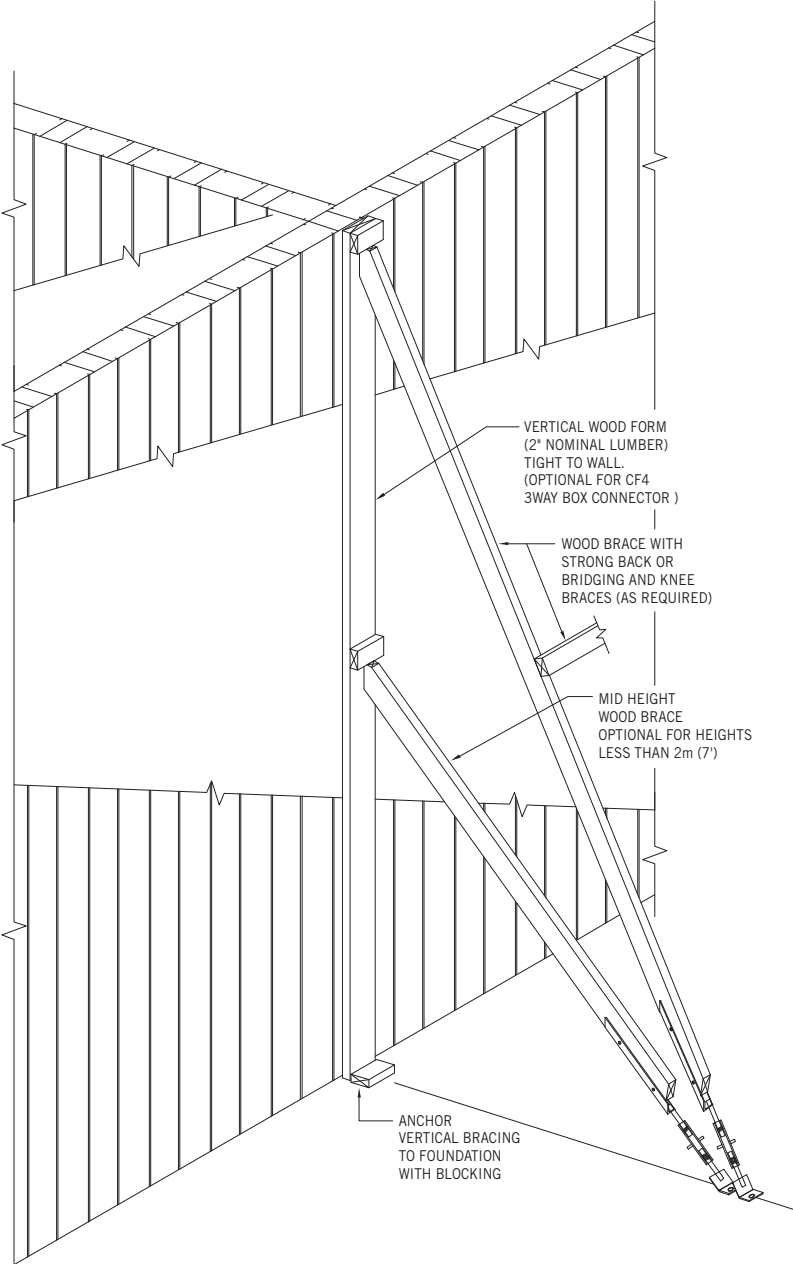 VERTICAL WOOD FORM
(2" NOMINAL LUMBER)
TIGHT TO WALL.
(OPTIONAL FOR CF4
3WAY BOX CONNECTOR )
WOOD BRACE WITH
STRONG BACK OR
BRIDGING AND KNEE
BRACES (AS REQUIRED)
MID HEIGHT
WOOD BRACE
OPTIONAL FOR HEIGHTS
LESS THAN 2m (7')
ANCHOR
VERTICAL BRACING
TO FOUNDATION
WITH BLOCKING